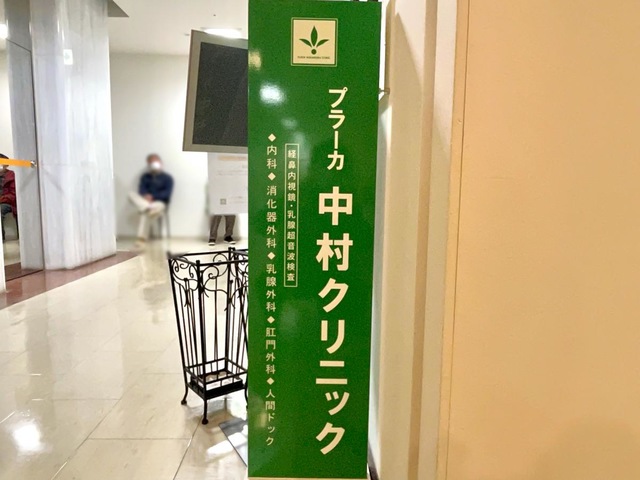 プラーカ 中村クリニック
経鼻内視鏡・乳腺超音波検査
◆内科◆消化器外科◆乳腺外科◆肛門外科◆人間ドック